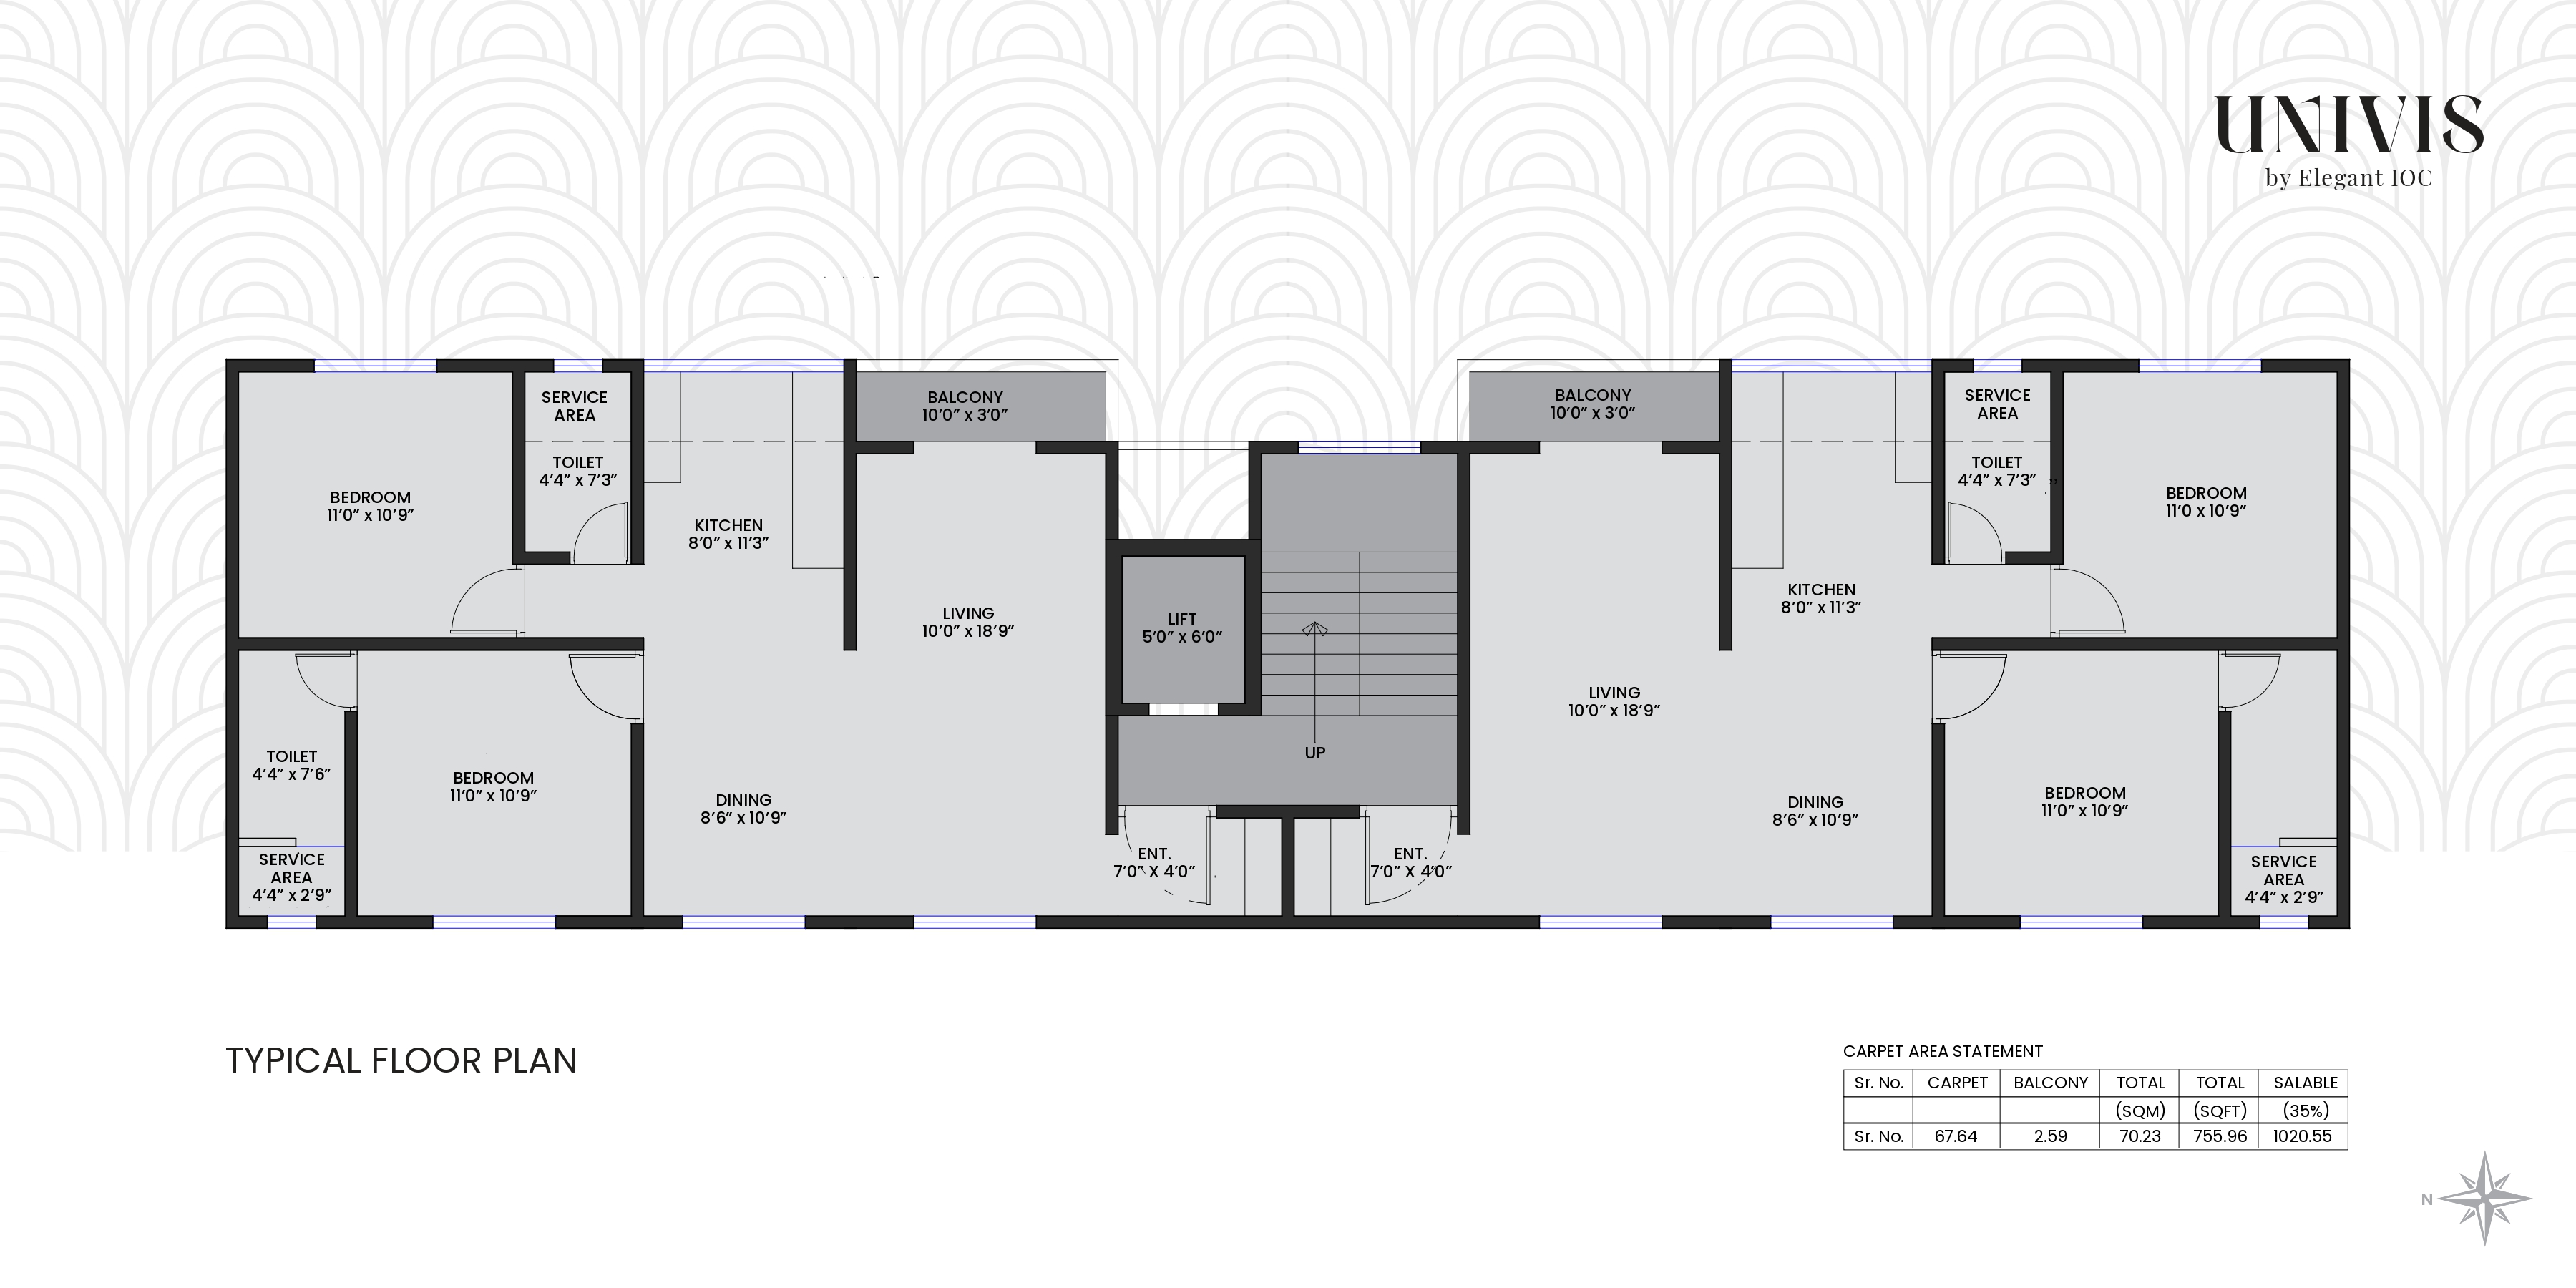 UNIVIS
by Elegant IOC
SERVICE
AREA
TOILET
4'4” x 7'3”
BEDROOM
11'0” x 10'9”
KITCHEN
8'0” x 11'3”
BALCONY
10'0” x 3'0”
LIVING
10'0” x 18'9”
TOILET
4'4” x 7'6”
SERVICE
AREA
4'4” x 2'9”
BEDROOM
11'0” x 10'9”
DINING
8'6” x 10'9”
LIFT
5'0” x 6'0”
UP
ENT.
7'0” X 4'0”
ENT.
7'0” X 4'0”
BALCONY
10'0” x 3'0”
LIVING
10'0” x 18'9”
KITCHEN
8'0” x 11'3”
DINING
8'6” x 10'9”
SERVICE
AREA
TOILET
4'4” x 7'3”
BEDROOM
11'0 x 10'9”
BEDROOM
11'0” x 10'9”
SERVICE
AREA
4'4” x 2'9”
TYPICAL FLOOR PLAN
CARPET AREA STATEMENT
Sr. No. CARPET BALCONY TOTAL TOTAL SALABLE
(SQM) (SQFT) (35%)
Sr. No. 67.64 2.59 70.23 755.96 1020.55
N